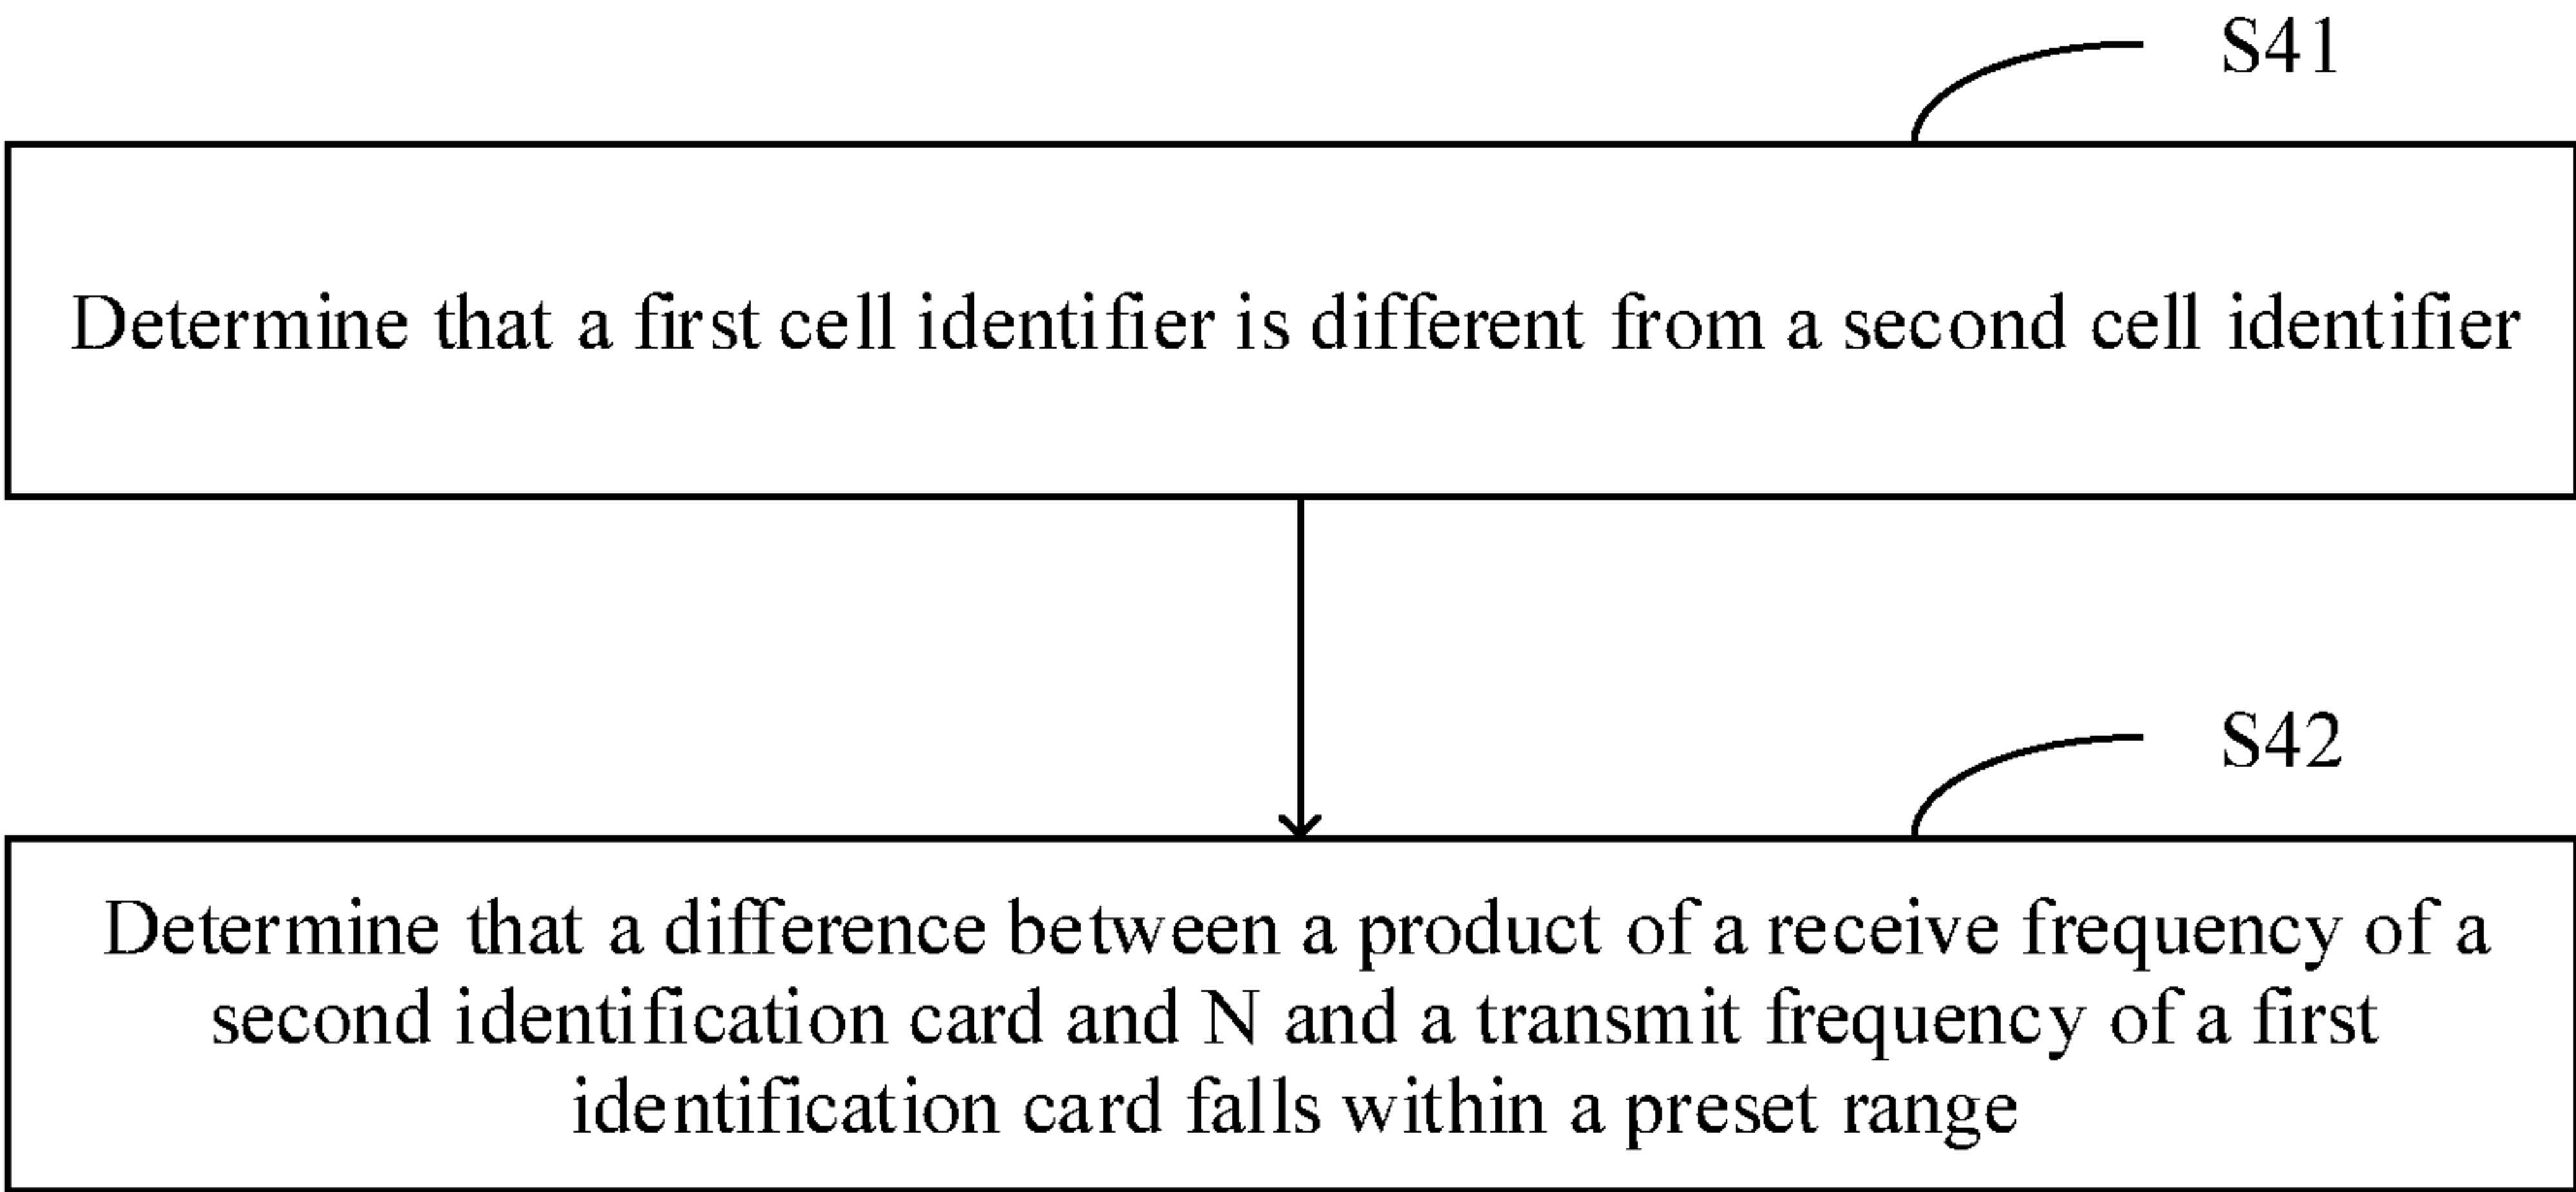 S41
Determine that a first cell identifier is different from a second cell identifier
S42
Determine that a difference between a product of a receive frequency of a
second identification card and N and a transmit frequency of a first
identification card falls within a preset range